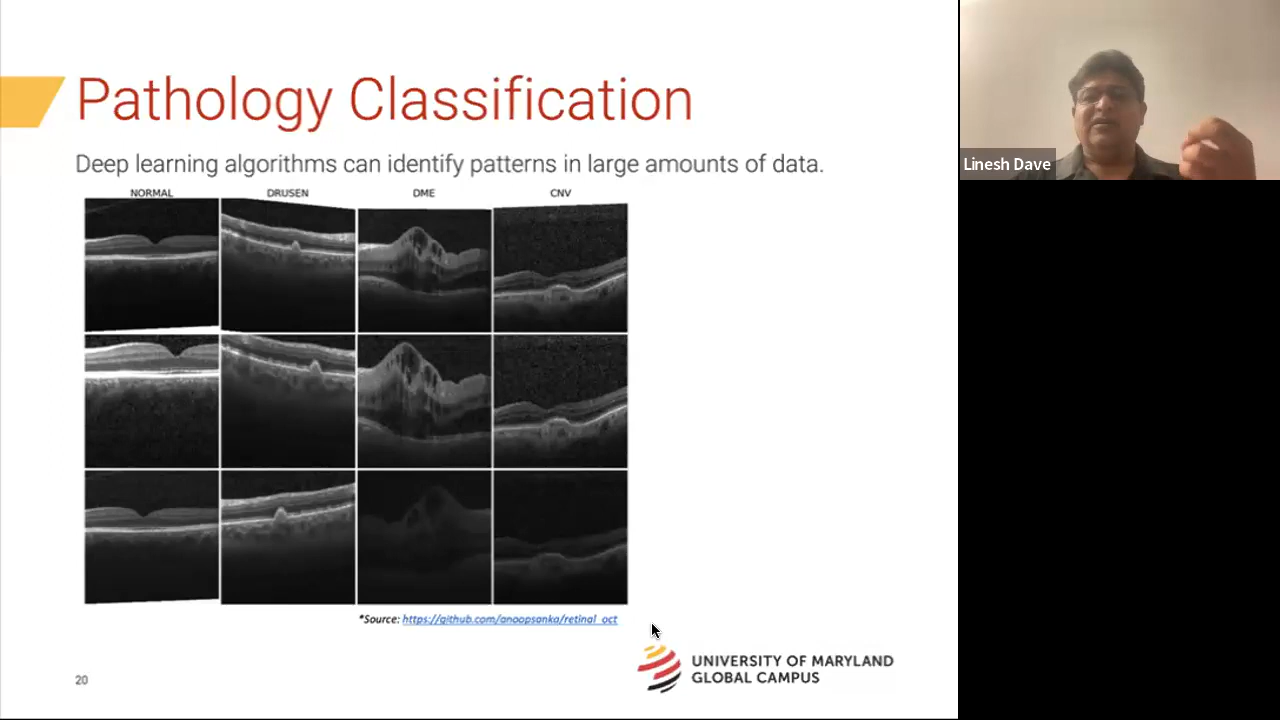 Pathology Classification
Deep learning algorithms can identify patterns in large amounts of data.
NORMAL DRUSEN DME CNV
*Source: https://github.com/anoopsanka/retinal_oct
20
UNIVERSITY OF MARYLAND
GLOBAL CAMPUS
Linesh Dave